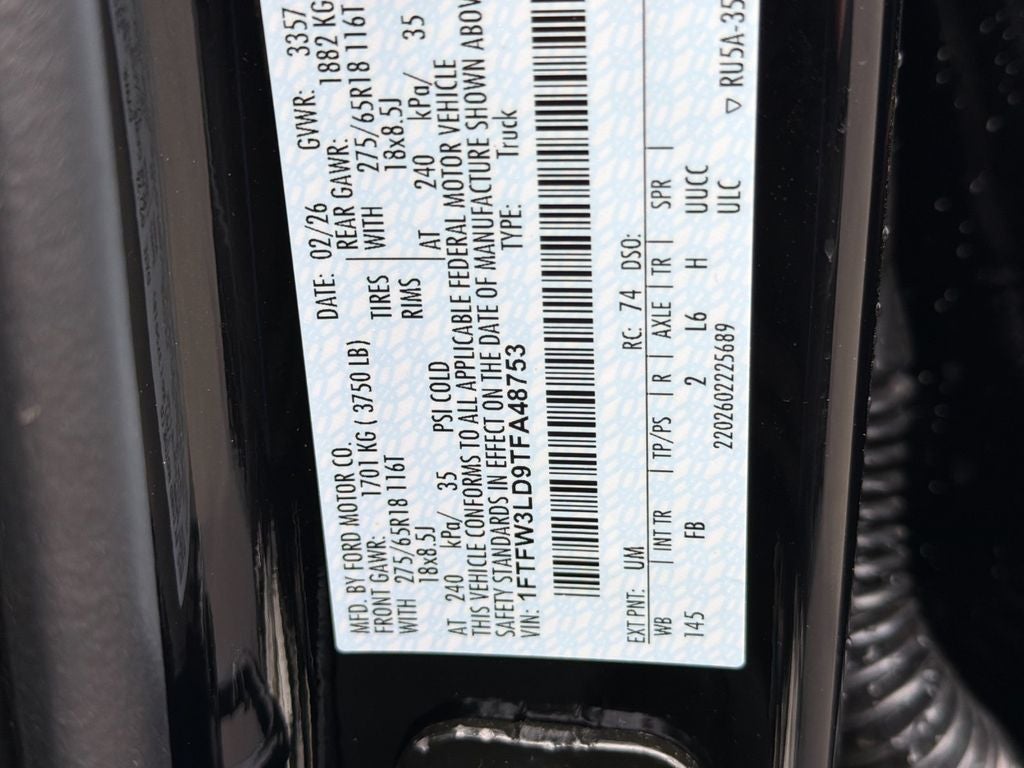 MFD. BY FORD MOTOR CO. DATE: 02/26 GVWR: 3357
FRONT GAWR: 1701 KG ( 3750 LB) REAR GAWR: 1882 KG
WITH 275/65R18 116T TIRES WITH 275/65R18 116T
18x8.5J RIMS 18x8.5J
AT 240 kPa/ 35 PSI COLD AT 240 kPa/ 35
THIS VEHICLE CONFORMS TO ALL APPLICABLE FEDERAL MOTOR VEHICLE
SAFETY STANDARDS IN EFFECT ON THE DATE OF MANUFACTURE SHOWN ABOV
VIN: 1FTFW3LD9TFA48753 TYPE: Truck
EXT PNT: UM RC: 74 DSO:
WB INT TR TP/PS R AXLE TR SPR
145 FB 2 L6 H UUCC
2202602225689 ULC ▽ RU5A-35